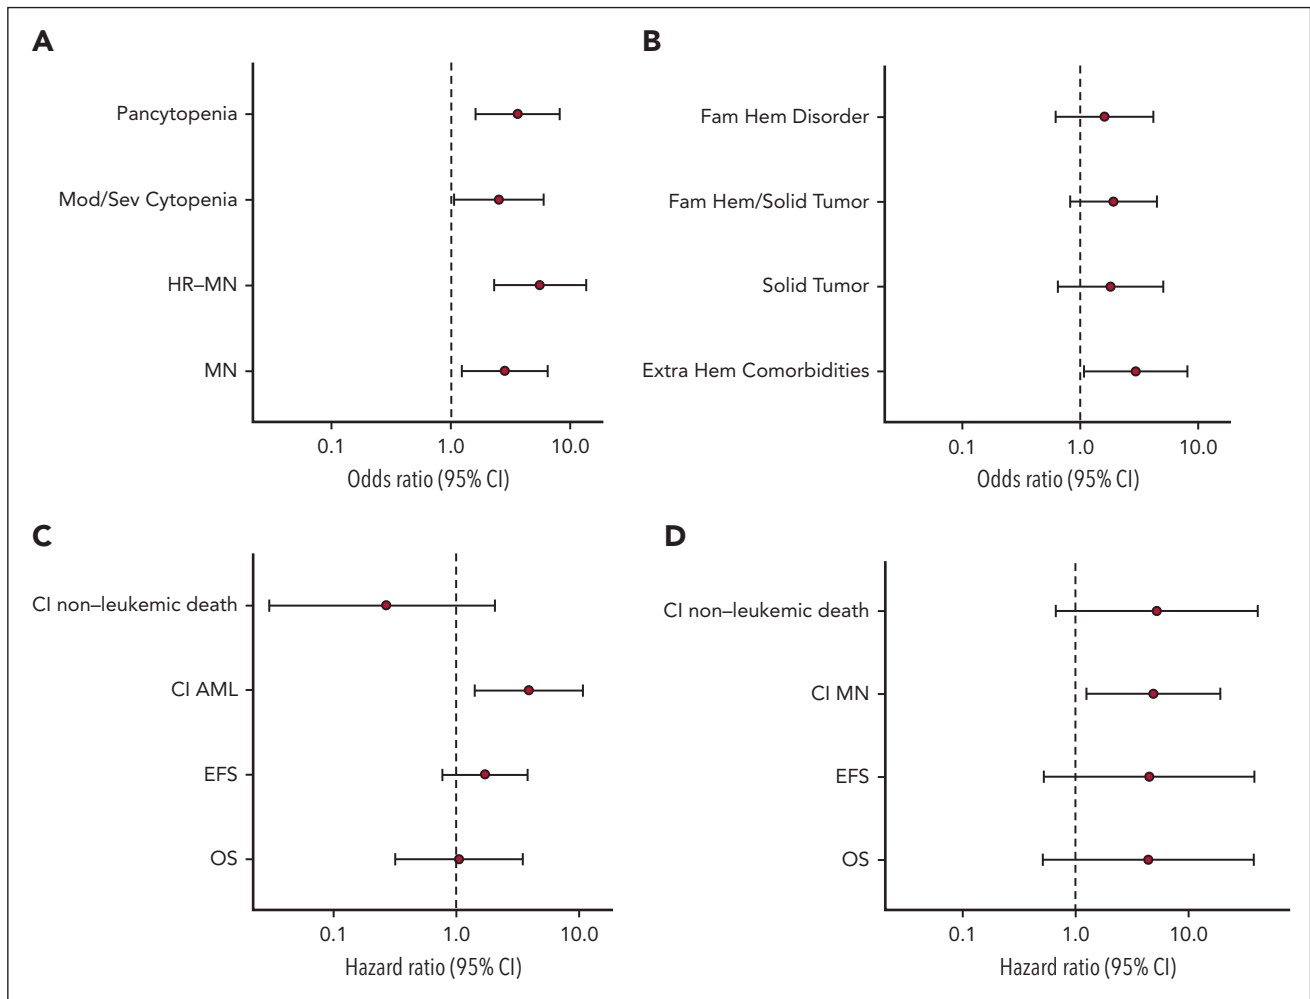 A
Pancytopenia
Mod/Sev Cytopenia
HR–MN
MN
0.1 1.0 10.0
Odds ratio (95% CI)
B
Fam Hem Disorder
Fam Hem/Solid Tumor
Solid Tumor
Extra Hem Comorbidities
0.1 1.0 10.0
Odds ratio (95% CI)
C
CI non–leukemic death
CI AML
EFS
OS
0.1 1.0 10.0
Hazard ratio (95% CI)
D
CI non–leukemic death
CI MN
EFS
OS
0.1 1.0 10.0
Hazard ratio (95% CI)